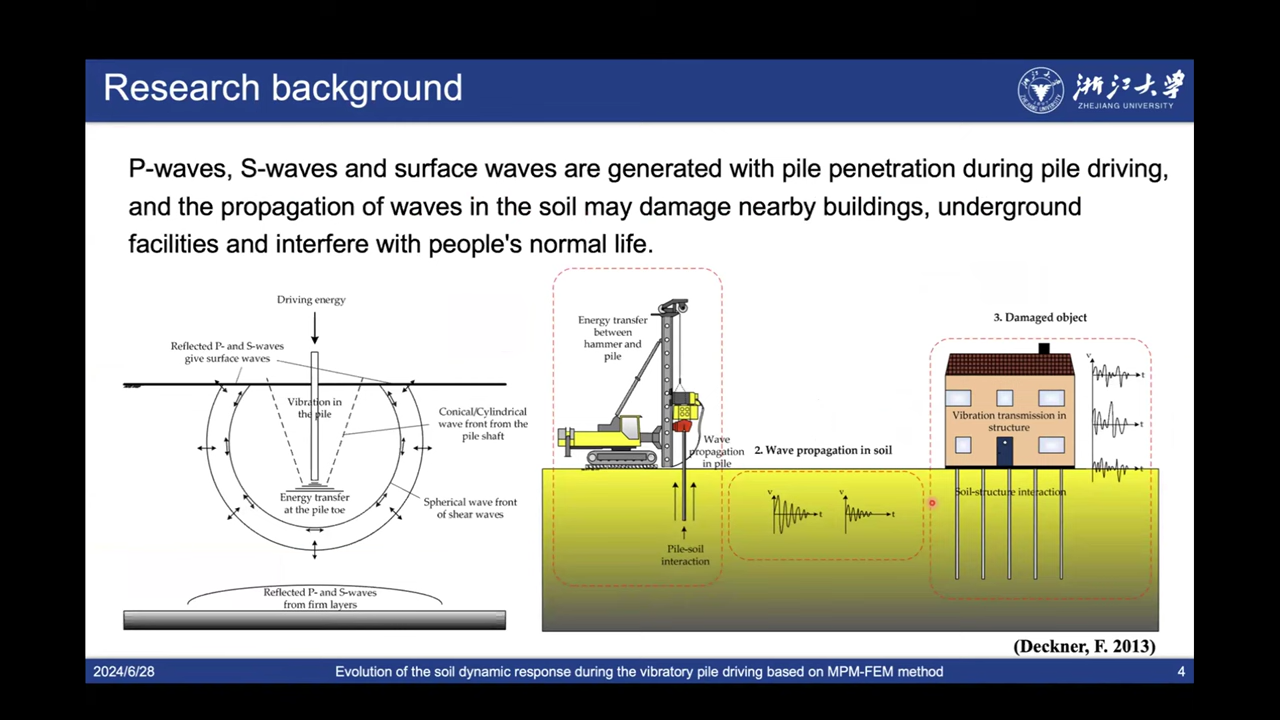 Research background
浙江大学
ZHEJIANG UNIVERSITY
P-waves, S-waves and surface waves are generated with pile penetration during pile driving,
and the propagation of waves in the soil may damage nearby buildings, underground
facilities and interfere with people's normal life.
Driving energy
Reflected P- and S-waves
give surface waves
Vibration in
the pile
Conical/Cylindrical
wave front from the
pile shaft
Energy transfer
at the pile toe
Spherical wave front
of shear waves
Reflected P- and S-waves
from firm layers
Energy transfer
between
hammer and
pile
Wave
propagation
in pile
Pile-soil
interaction
2. Wave propagation in soil
v
t
v
t
3. Damaged object
Vibration transmission in
structure
Soil-structure interaction
v
t
v
t
v
t
(Deckner, F. 2013)
2024/6/28
Evolution of the soil dynamic response during the vibratory pile driving based on MPM-FEM method
4